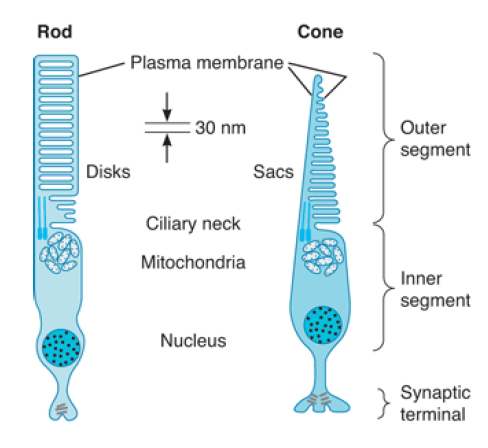 Rod
Cone
Plasma membrane
30 nm
Outer
segment
Disks
Sacs
Ciliary neck
Mitochondria
Inner
segment
Nucleus
Synaptic
terminal